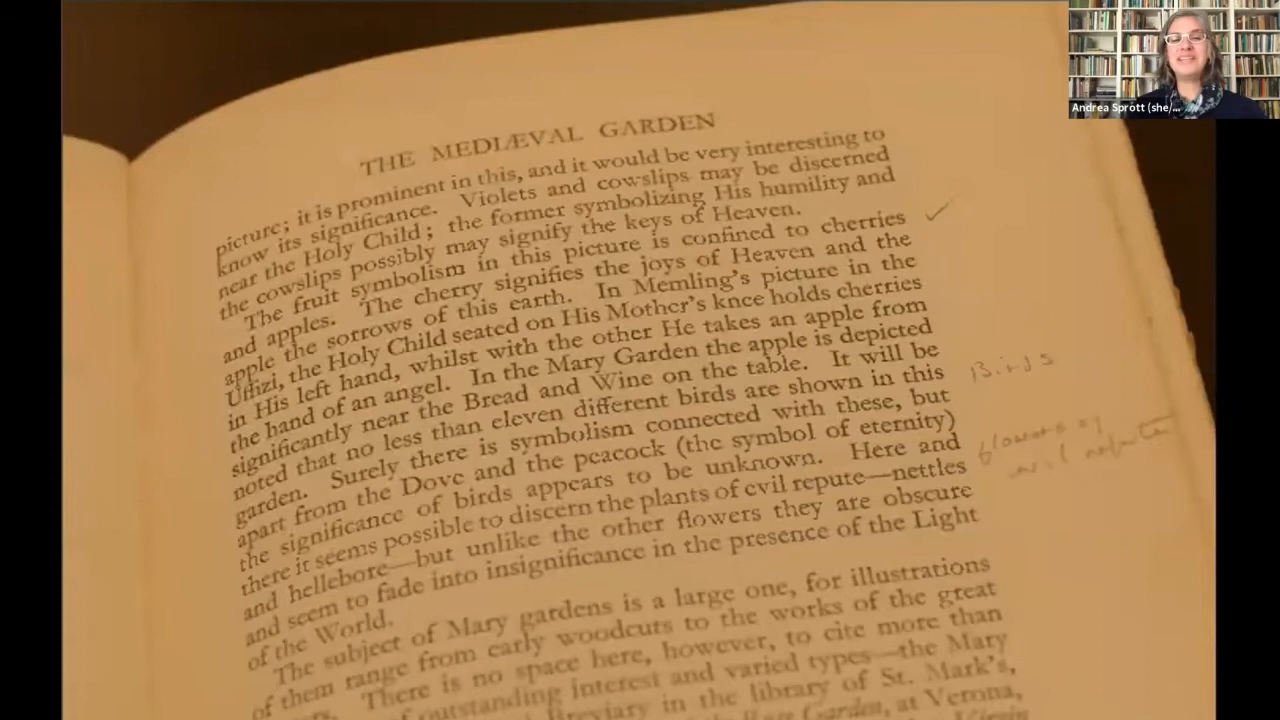 Andrea Sprott (she/...
THE MEDIÆVAL GARDEN
picture; it is prominent in this, and it would be very interesting to
know its significance. Violets and cowslips may be discerned
near the Holy Child; the former symbolizing His humility and
the cowslips possibly may signify the keys of Heaven.
The fruit symbolism in this picture is confined to cherries
and apples. The cherry signifies the joys of Heaven and the
apple the sorrows of this earth. In Memling's picture in the
Uffizi, the Holy Child seated on His Mother's knee holds cherries
in His left hand, whilst with the other He takes an apple from
the hand of an angel. In the Mary Garden the apple is depicted
significantly near the Bread and Wine on the table. It will be
noted that no less than eleven different birds are shown in this
garden. Surely there is symbolism connected with these, but
apart from the Dove and the peacock (the symbol of eternity)
the significance of birds appears to be unknown. Here and
there it seems possible to discern the plants of evil repute—nettles
and hellebore—but unlike the other flowers they are obscure
and seem to fade into insignificance in the presence of the Light
of the World.
The subject of Mary gardens is a large one, for illustrations
of them range from early woodcuts to the works of the great
There is no space here, however, to cite more than
of outstanding interest and varied types—the Mary
Breviary in the library of St. Mark's,
Rose Garden, at Verona,
Virgin
Birds
flowers of
evil repute